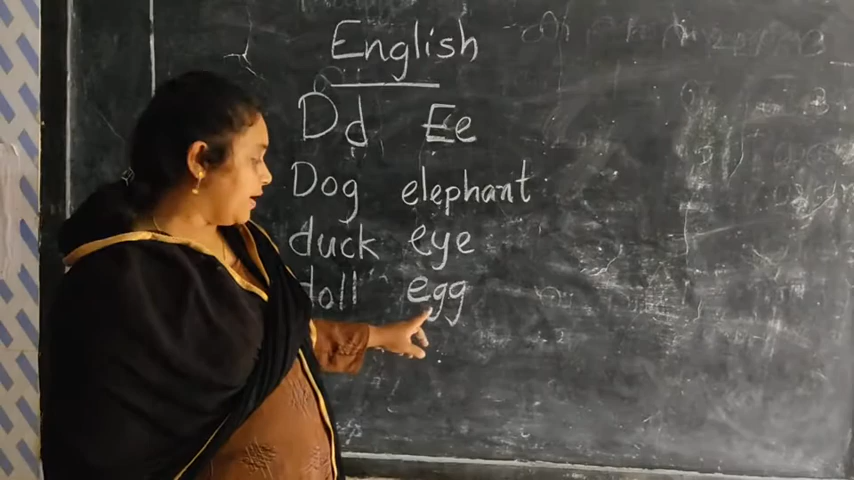 English
Dd Ee
Dog elephant
duck eye
doll egg